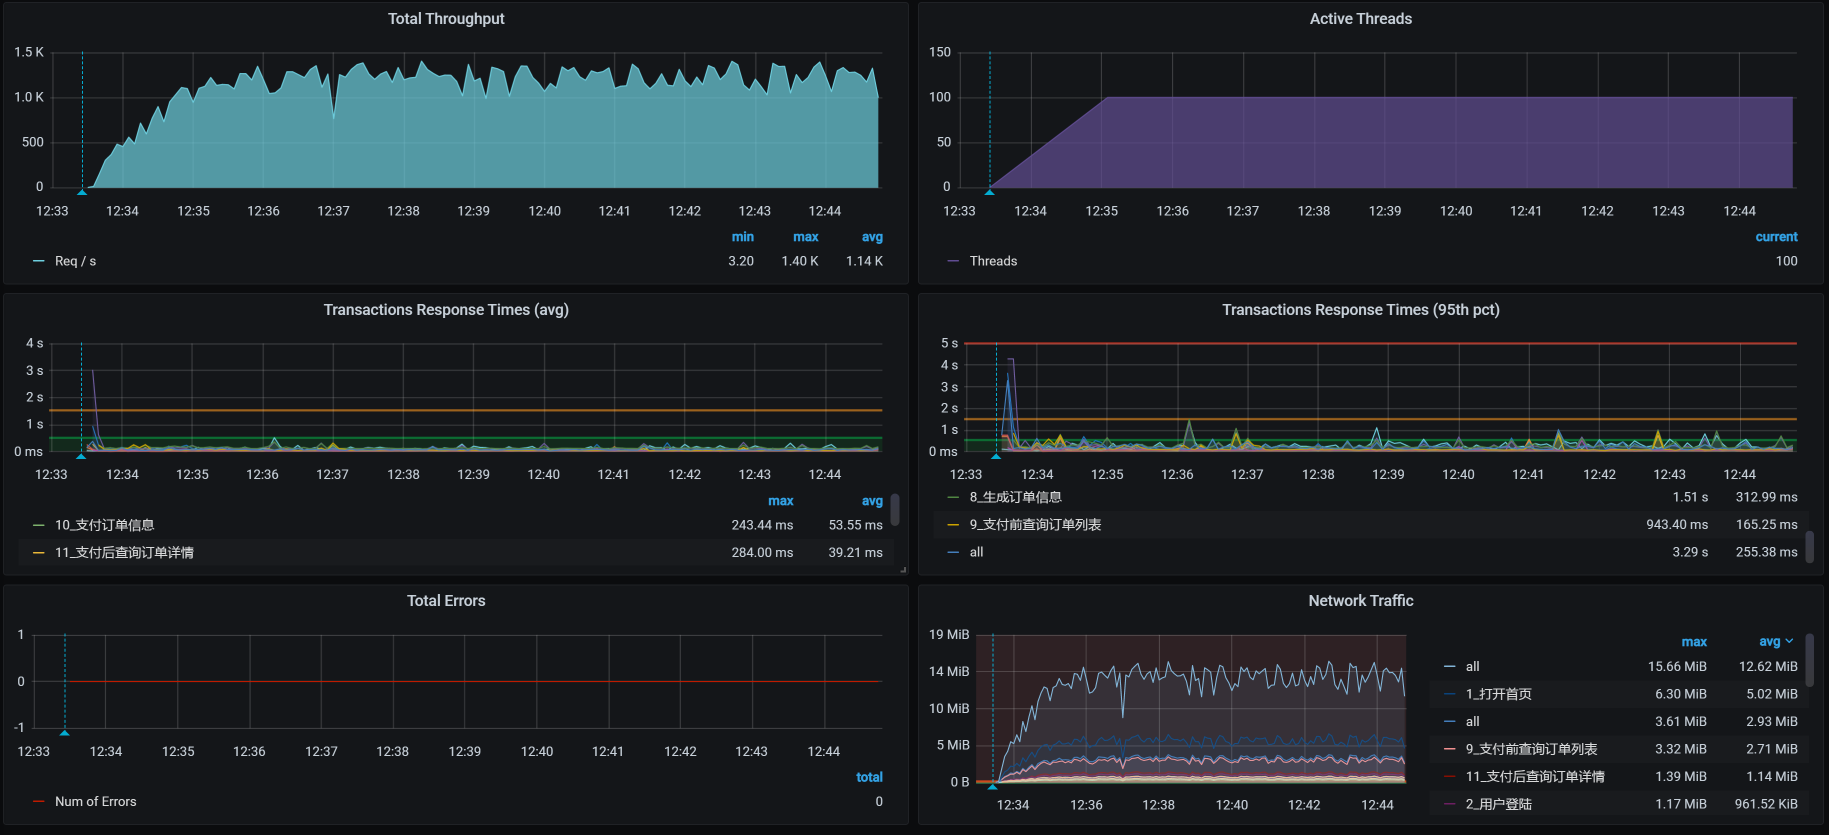 Total Throughput
1.5 K
1.0 K
500
0
12:33 12:34 12:35 12:36 12:37 12:38 12:39 12:40 12:41 12:42 12:43 12:44
min max avg
Req / s 3.20 1.40 K 1.14 K
Active Threads
150
100
50
0
12:33 12:34 12:35 12:36 12:37 12:38 12:39 12:40 12:41 12:42 12:43 12:44
current
Threads 100
Transactions Response Times (avg)
4 s
3 s
2 s
1 s
0 ms
12:33 12:34 12:35 12:36 12:37 12:38 12:39 12:40 12:41 12:42 12:43 12:44
max avg
10_支付订单信息 243.44 ms 53.55 ms
11_支付后查询订单详情 284.00 ms 39.21 ms
Transactions Response Times (95th pct)
5 s
4 s
3 s
2 s
1 s
0 ms
12:33 12:34 12:35 12:36 12:37 12:38 12:39 12:40 12:41 12:42 12:43 12:44
8_生成订单信息 1.51 s 312.99 ms
9_支付前查询订单列表 943.40 ms 165.25 ms
all 3.29 s 255.38 ms
Total Errors
1
0
-1
12:33 12:34 12:35 12:36 12:37 12:38 12:39 12:40 12:41 12:42 12:43 12:44
total
Num of Errors 0
Network Traffic
19 MiB
14 MiB
10 MiB
5 MiB
0 B
12:34 12:36 12:38 12:40 12:42 12:44
max avg
all 15.66 MiB 12.62 MiB
1_打开首页 6.30 MiB 5.02 MiB
all 3.61 MiB 2.93 MiB
9_支付前查询订单列表 3.32 MiB 2.71 MiB
11_支付后查询订单详情 1.39 MiB 1.14 MiB
2_用户登陆 1.17 MiB 961.52 KiB